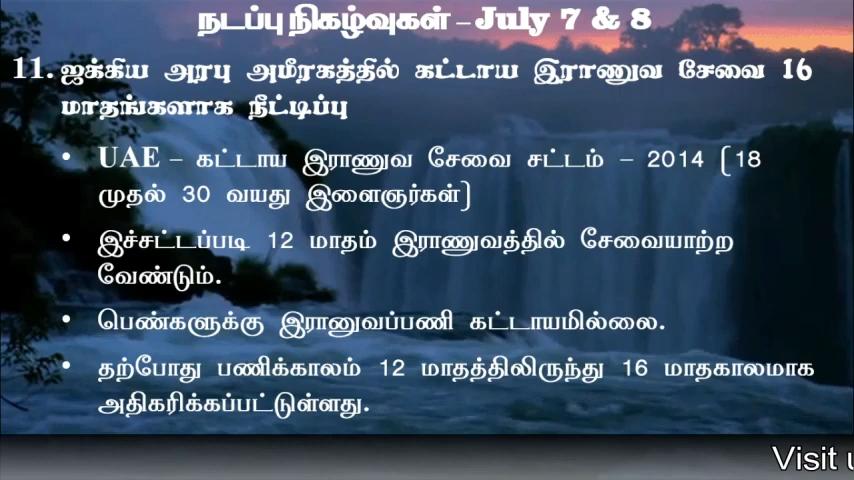 நடப்பு நிகழ்வுகள் – July 7 & 8
11. ஐக்கிய அரபு அமீரகத்தில் கட்டாய இராணுவ சேவை 16
மாதங்களாக நீட்டிப்பு
• UAE – கட்டாய இராணுவ சேவை சட்டம் – 2014 (18
முதல் 30 வயது இளைஞர்கள்)
• இச்சட்டப்படி 12 மாதம் இராணுவத்தில் சேவையாற்ற
வேண்டும்.
• பெண்களுக்கு இரானுவப்பணி கட்டாயமில்லை.
• தற்போது பணிக்காலம் 12 மாதத்திலிருந்து 16 மாதகாலமாக
அதிகரிக்கப்பட்டுள்ளது.
Visit